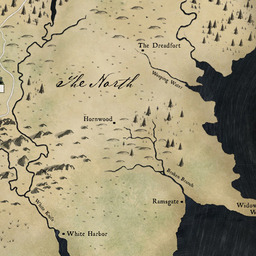 The Dreadfort
Weeping Water
The North
Hornwood
Broken Branch
White Knife
Ramsgate
Widow's
W
White Harbor